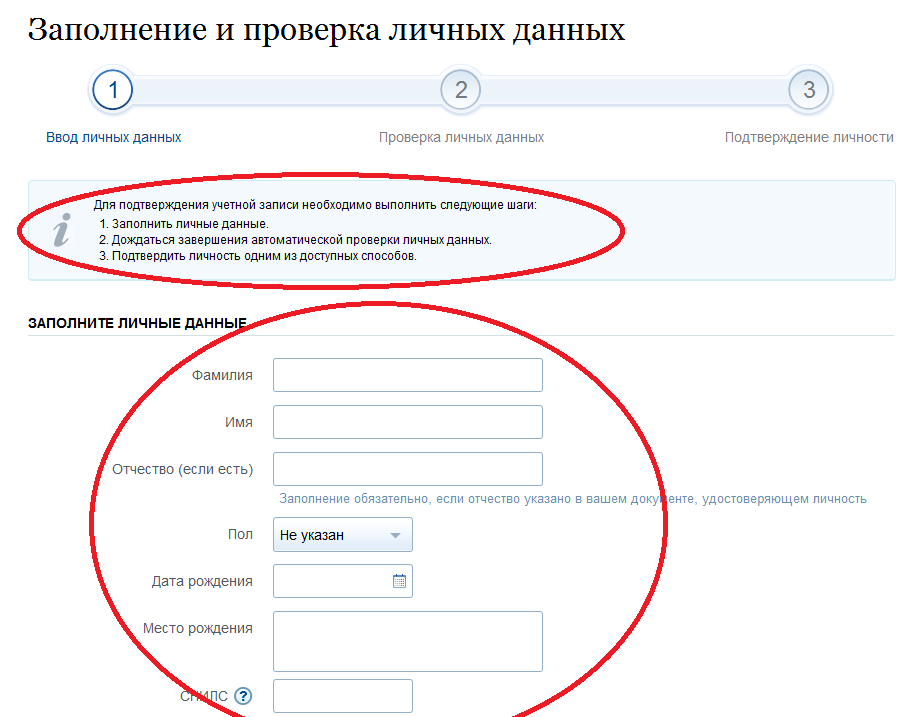 Заполнение и проверка личных данных
1 2 3
Ввод личных данных Проверка личных данных Подтверждение личности
Для подтверждения учетной записи необходимо выполнить следующие шаги:
1. Заполнить личные данные.
2. Дождаться завершения автоматической проверки личных данных.
3. Подтвердить личность одним из доступных способов.
ЗАПОЛНИТЕ ЛИЧНЫЕ ДАННЫЕ
Фамилия
Имя
Отчество (если есть)
Заполнение обязательно, если отчество указано в вашем документе, удостоверяющем личность
Пол Не указан
Дата рождения
Место рождения
СНИЛС ?